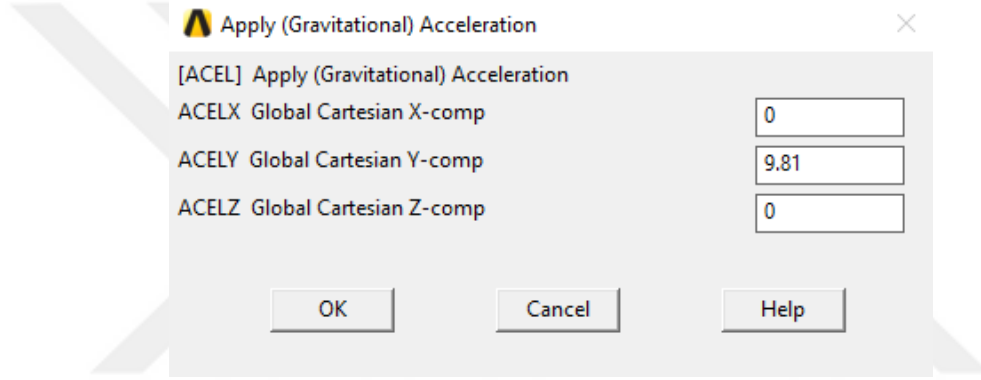 Apply (Gravitational) Acceleration
[ACEL] Apply (Gravitational) Acceleration
ACELX Global Cartesian X-comp 0
ACELY Global Cartesian Y-comp 9.81
ACELZ Global Cartesian Z-comp 0
OK Cancel Help